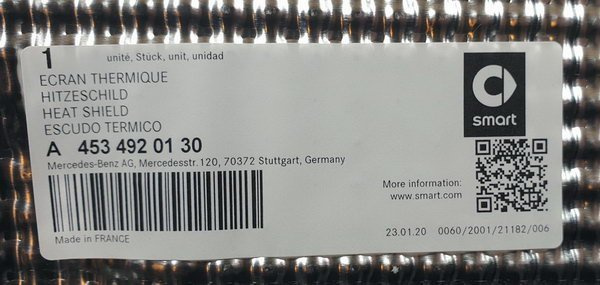 1 unité, Stück, unit, unidad
ECRAN THERMIQUE
HITZESCHILD
HEAT SHIELD
ESCUDO TERMICO
A 453 492 01 30
Mercedes-Benz AG, Mercedesstr. 120, 70372 Stuttgart, Germany
smart
More information:
www.smart.com
Made in FRANCE
23.01.20 0060/2001/21182/006